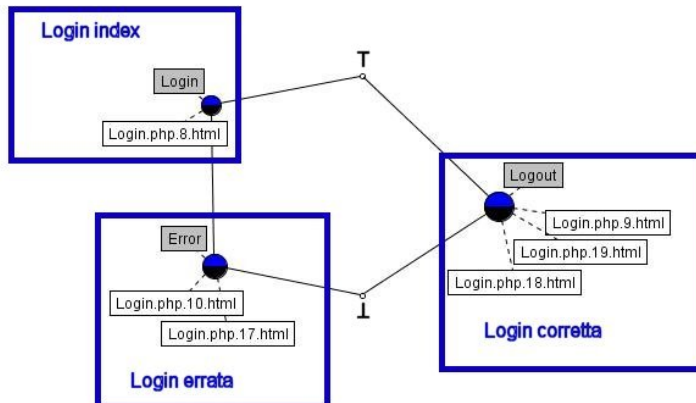 Login index
T
Login
Login.php.8.html
Logout
Login.php.9.html
Login.php.19.html
Login.php.18.html
Error
Login.php.10.html
Login.php.17.html
⊥
Login corretta
Login errata